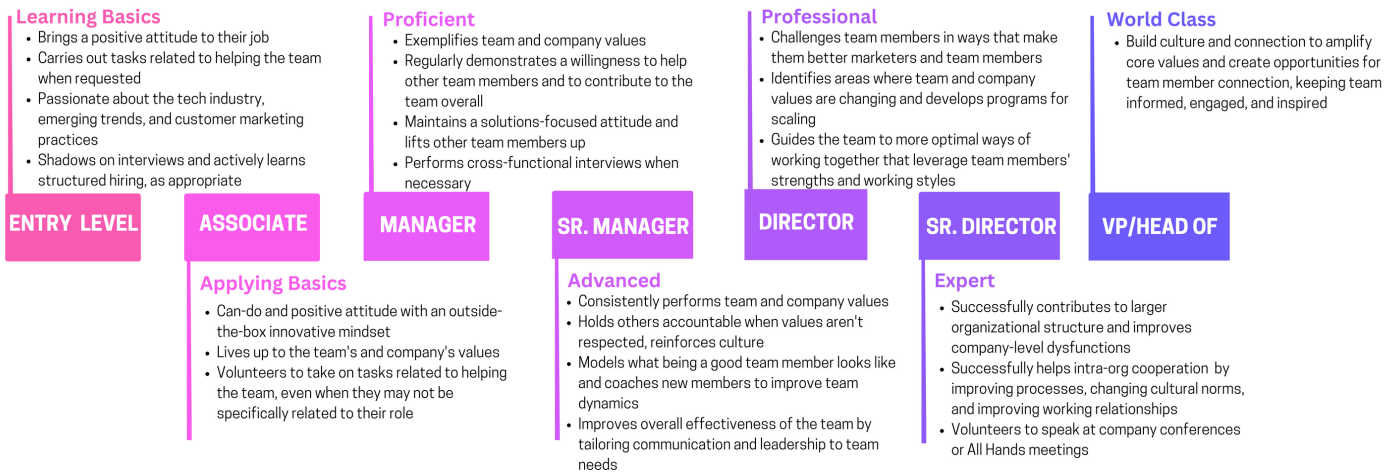 Learning Basics
• Brings a positive attitude to their job
• Carries out tasks related to helping the team
when requested
• Passionate about the tech industry,
emerging trends, and customer marketing
practices
• Shadows on interviews and actively learns
structured hiring, as appropriate
Proficient
• Exemplifies team and company values
• Regularly demonstrates a willingness to help
other team members and to contribute to the
team overall
• Maintains a solutions-focused attitude and
lifts other team members up
• Performs cross-functional interviews when
necessary
Professional
• Challenges team members in ways that make
them better marketers and team members
• Identifies areas where team and company
values are changing and develops programs for
scaling
• Guides the team to more optimal ways of
working together that leverage team members'
strengths and working styles
World Class
• Build culture and connection to amplify
core values and create opportunities for
team member connection, keeping team
informed, engaged, and inspired
ENTRY LEVEL
ASSOCIATE
MANAGER
SR. MANAGER
DIRECTOR
SR. DIRECTOR
VP/HEAD OF
Applying Basics
• Can-do and positive attitude with an outside-
the-box innovative mindset
• Lives up to the team's and company's values
• Volunteers to take on tasks related to helping
the team, even when they may not be
specifically related to their role
Advanced
• Consistently performs team and company values
• Holds others accountable when values aren't
respected, reinforces culture
• Models what being a good team member looks like
and coaches new members to improve team
dynamics
• Improves overall effectiveness of the team by
tailoring communication and leadership to team
needs
Expert
• Successfully contributes to larger
organizational structure and improves
company-level dysfunctions
• Successfully helps intra-org cooperation by
improving processes, changing cultural norms,
and improving working relationships
• Volunteers to speak at company conferences
or All Hands meetings